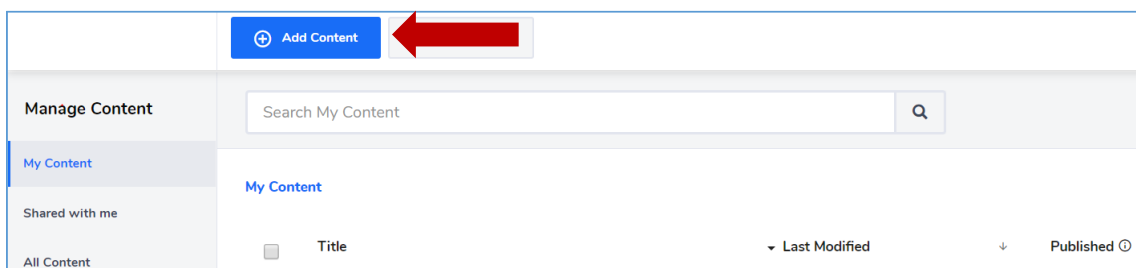 Add Content
Manage Content
Search My Content
My Content
My Content
Shared with me
Title
Last Modified
Published
All Content